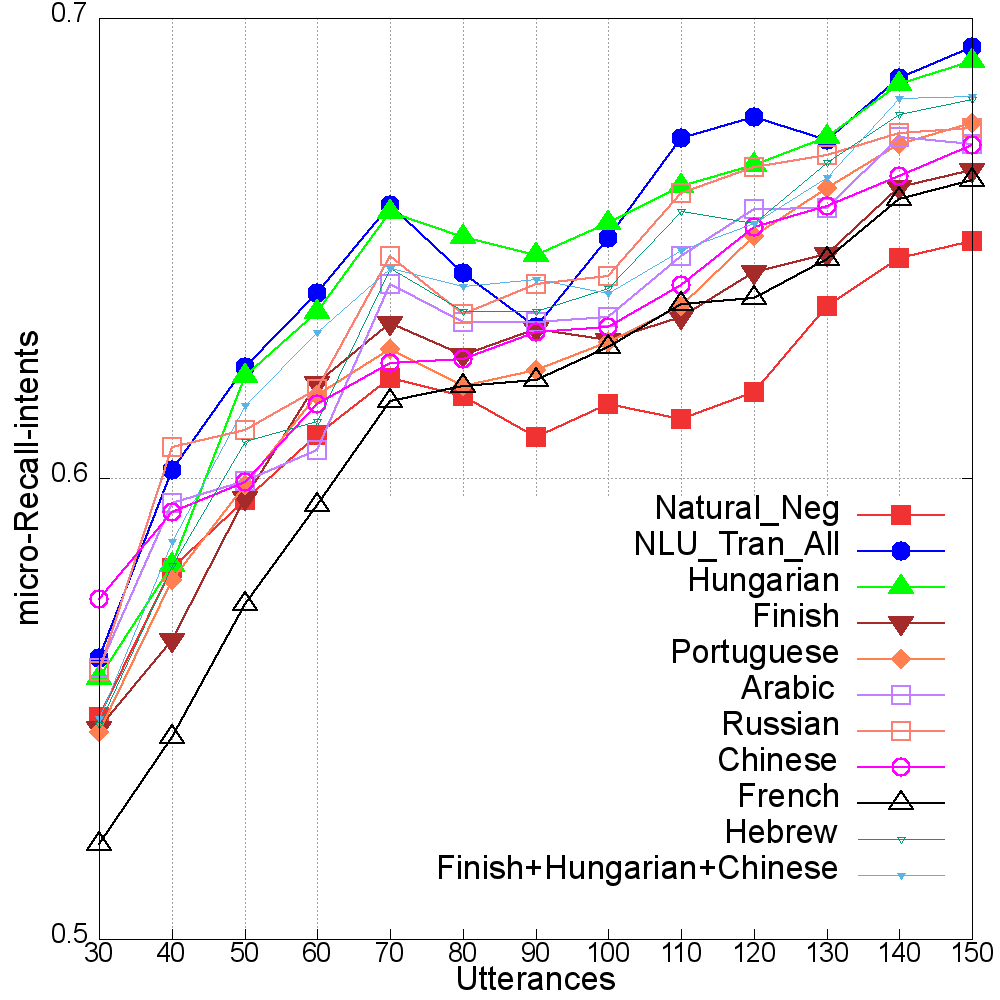 0.7
0.6
0.5
micro-Recall-intents
Natural_Neg
NLU_Tran_All
Hungarian
Finish
Portuguese
Arabic
Russian
Chinese
French
Hebrew
Finish+Hungarian+Chinese
30 40 50 60 70 80 90 100 110 120 130 140 150
Utterances